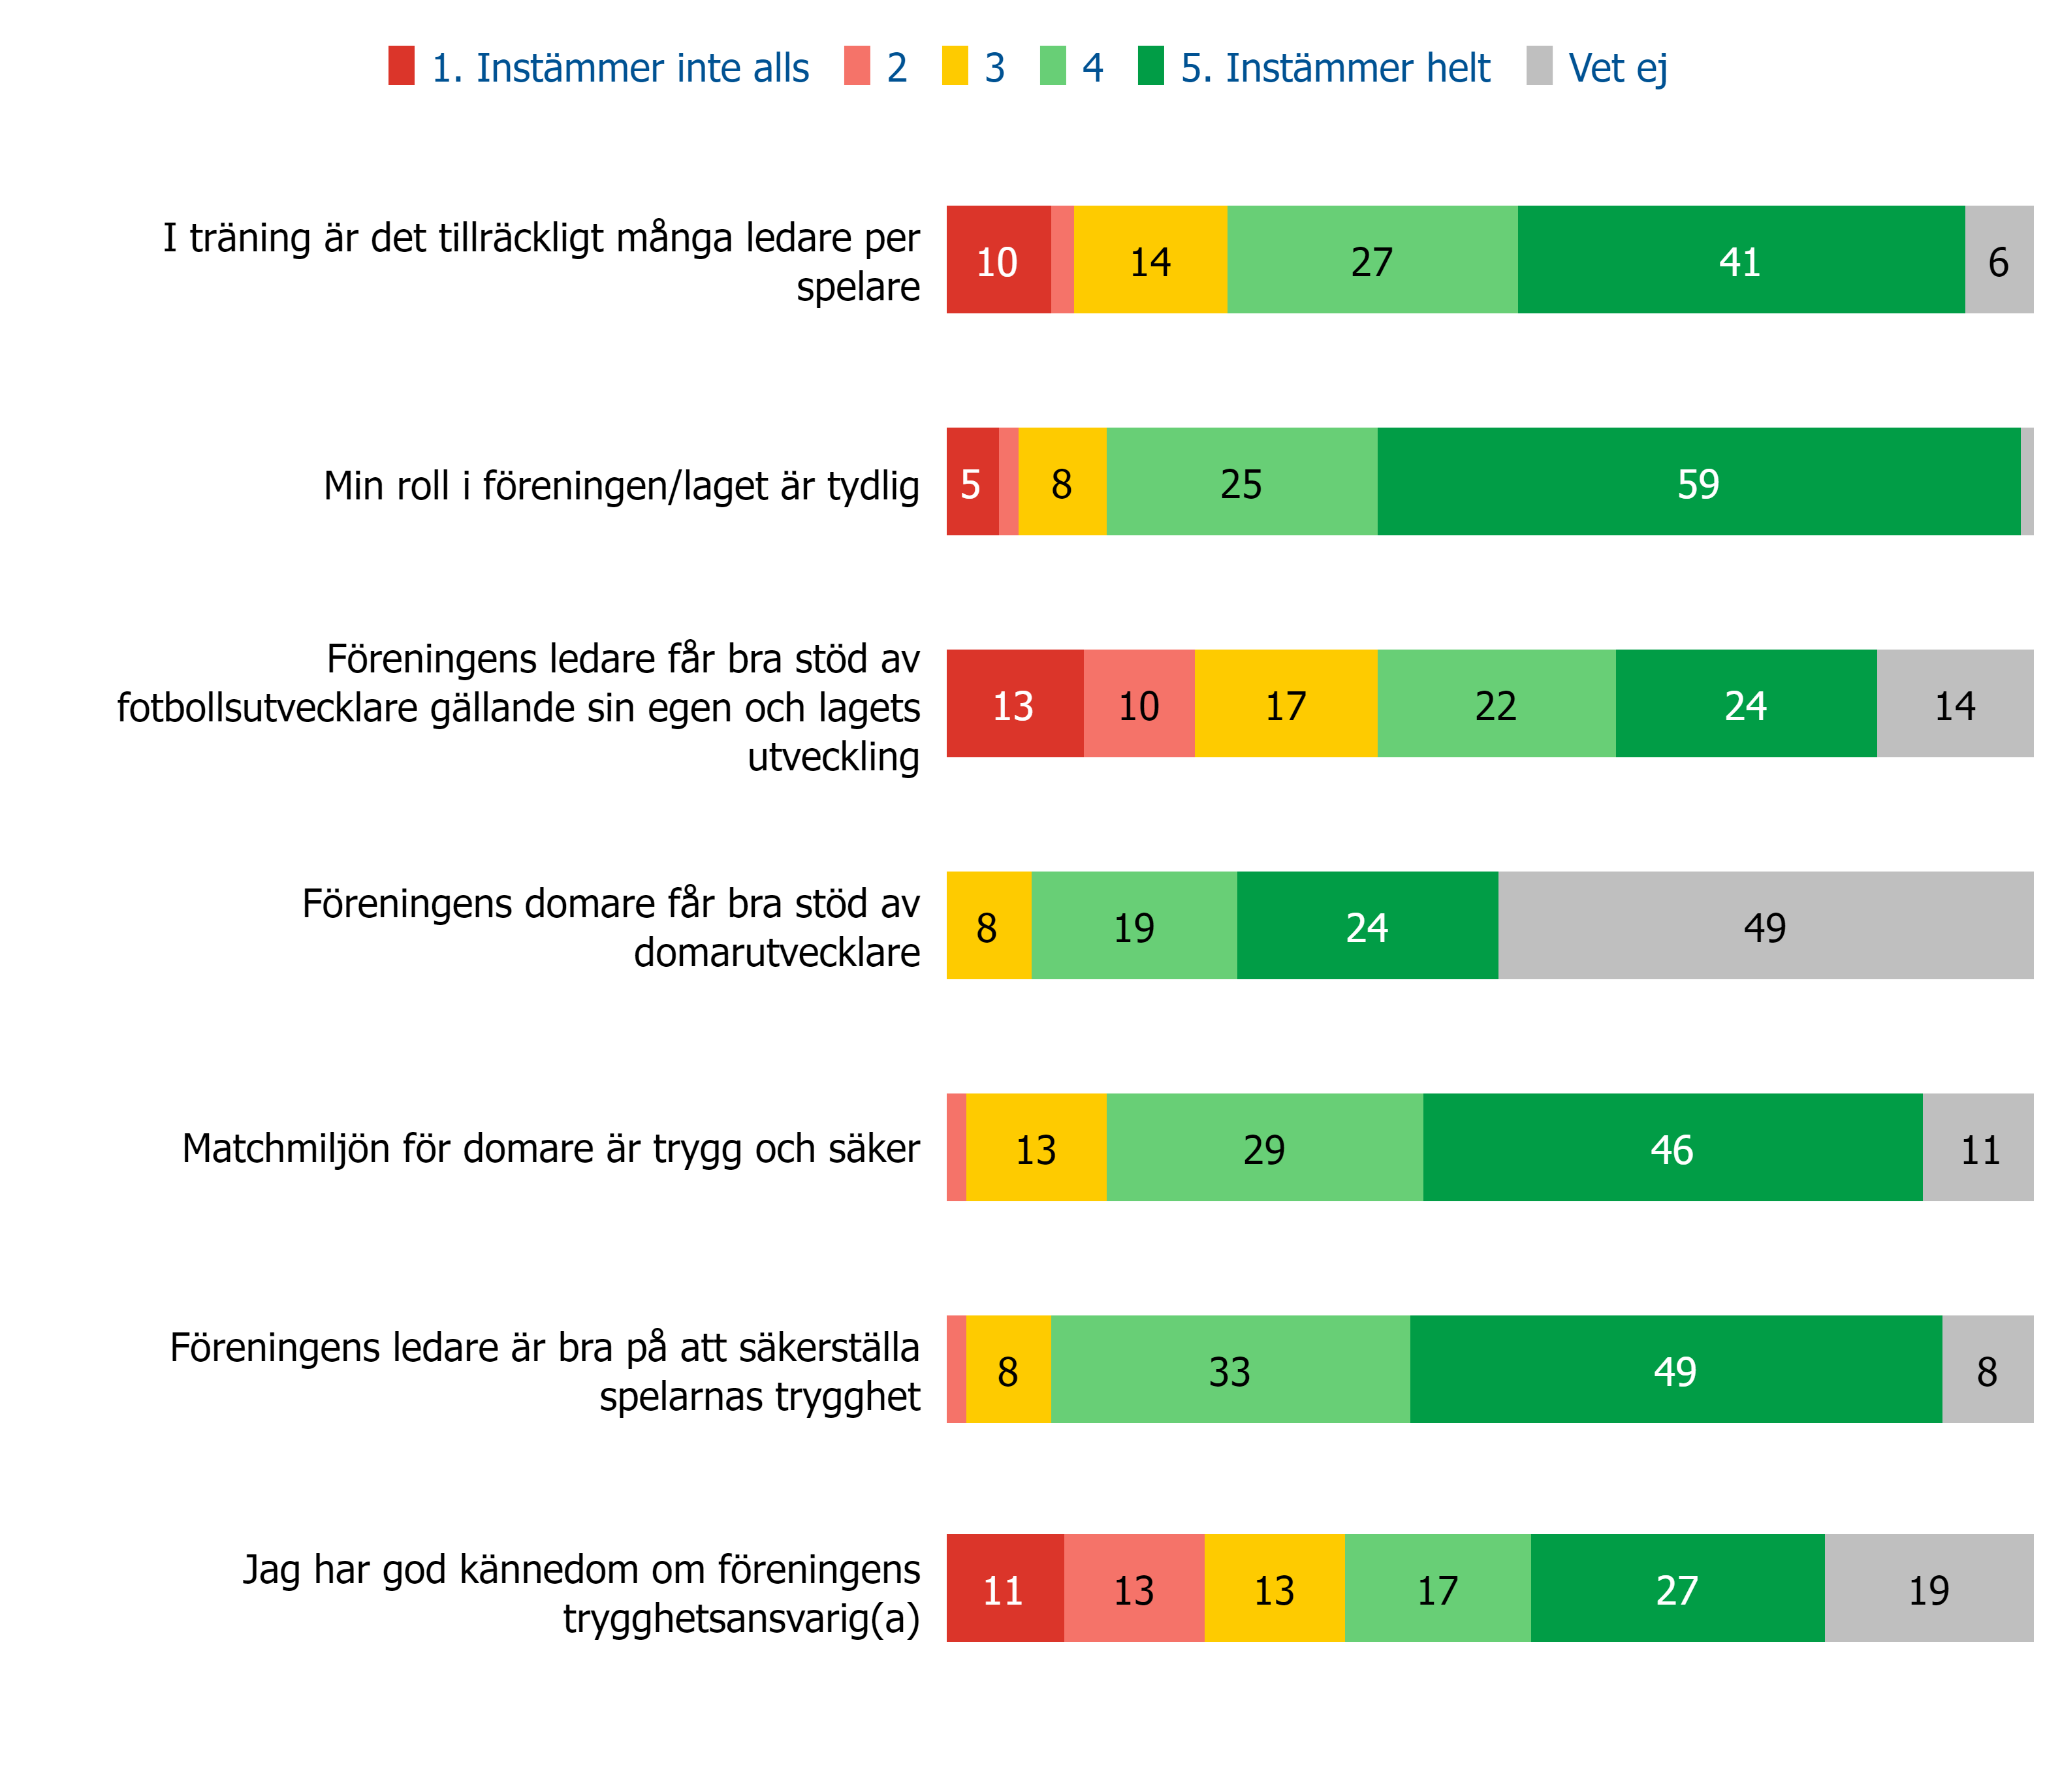 1. Instämmer inte alls 2 3 4 5. Instämmer helt Vet ej
I träning är det tillräckligt många ledare per
spelare
10 14 27 41 6
Min roll i föreningen/laget är tydlig
5 8 25 59
Föreningens ledare får bra stöd av
fotbollsutvecklare gällande sin egen och lagets
utveckling
13 10 17 22 24 14
Föreningens domare får bra stöd av
domarutvecklare
8 19 24 49
Matchmiljön för domare är trygg och säker
13 29 46 11
Föreningens ledare är bra på att säkerställa
spelarnas trygghet
8 33 49 8
Jag har god kännedom om föreningens
trygghetsansvarig(a)
11 13 13 17 27 19